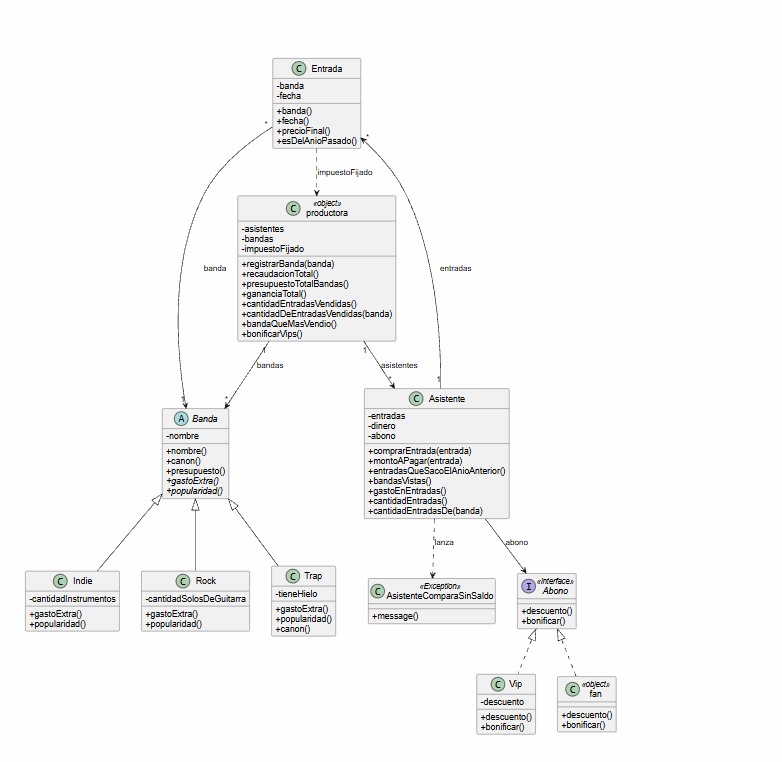 C Entrada
-banda
-fecha
+banda()
+fecha()
+precioFinal()
+esDelAnioPasado()
*
*
impuestoFijado
«object»
C productora
-asistentes
-bandas
-impuestoFijado
+registrarBanda(banda)
+recaudacionTotal()
+presupuestoTotalBandas()
+gananciaTotal()
+cantidadEntradasVendidas()
+cantidadDeEntradasVendidas(banda)
+bandaQueMasVendio()
+bonificarVips()
banda
entradas
1
1
bandas
asistentes
1
*
*
1
A Banda
-nombre
+nombre()
+canon()
+presupuesto()
+gastoExtra()
+popularidad()
C Asistente
-entradas
-dinero
-abono
+comprarEntrada(entrada)
+montoAPagar(entrada)
+entradasQueSacoElAnioAnterior()
+bandasVistas()
+gastoEnEntradas()
+cantidadEntradas()
+cantidadEntradasDe(banda)
lanza
abono
C Indie
-cantidadInstrumentos
+gastoExtra()
+popularidad()
C Rock
-cantidadSolosDeGuitarra
+gastoExtra()
+popularidad()
C Trap
-tieneHielo
+gastoExtra()
+popularidad()
+canon()
«Exception»
C AsistenteComparaSinSaldo
+message()
«interface»
I Abono
+descuento()
+bonificar()
C Vip
-descuento
+descuento()
+bonificar()
«object»
C fan
+descuento()
+bonificar()